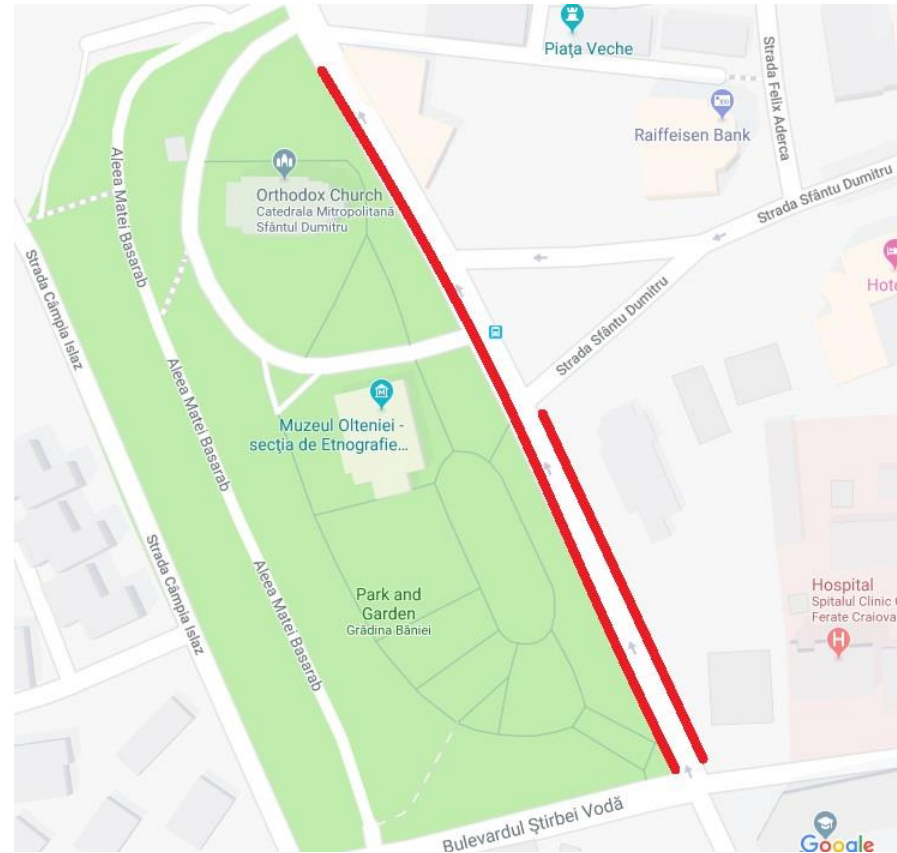 Piața Veche
Strada Felix Aderca
Raiffeisen Bank
Orthodox Church
Catedrala Mitropolitană
Sfântul Dumitru
Aleea Matei Basarab
Strada Sfântu Dumitru
Strada Câmpia Islaz
Hote
Strada Sfântu Dumitru
Aleea Matei Basarab
Muzeul Olteniei -
secția de Etnografie...
Strada Câmpia Islaz
Aleea Matei Basarab
Park and
Garden
Grădina Băniei
Hospital
Spitalul Clinic
Ferate Craiova
H
Bulevardul Știrbei Vodă
Google